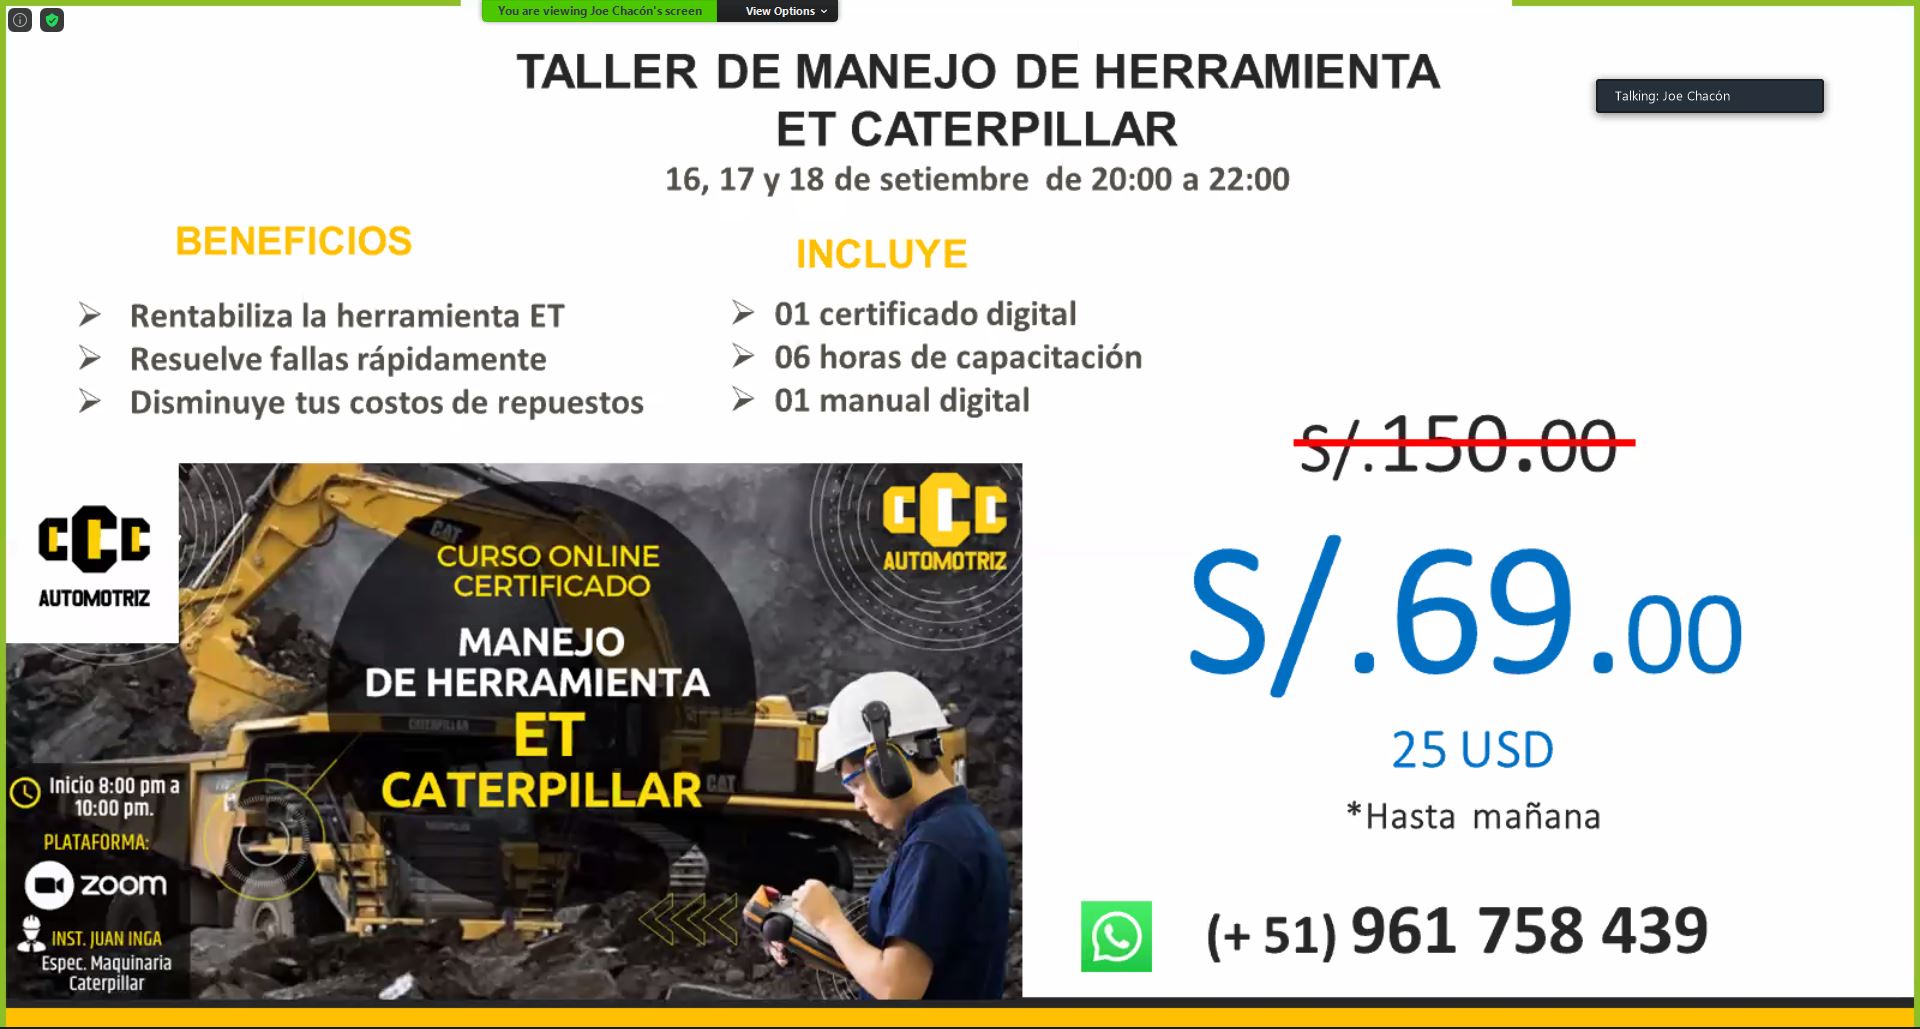 You are viewing Joe Chacón's screen
View Options
TALLER DE MANEJO DE HERRAMIENTA
ET CATERPILLAR
Talking: Joe Chacón
16, 17 y 18 de setiembre de 20:00 a 22:00
BENEFICIOS
Rentabiliza la herramienta ET
Resuelve fallas rápidamente
Disminuye tus costos de repuestos
INCLUYE
01 certificado digital
06 horas de capacitación
01 manual digital
S/.150.00
S/.69.00
25 USD
*Hasta mañana
(+ 51) 961 758 439
CCC
AUTOMOTRIZ
CCC
AUTOMOTRIZ
CAT
CURSO ONLINE
CERTIFICADO
MANEJO
DE HERRAMIENTA
ET
CATERPILLAR
CATERPILLAR
CAT
Inicio 8:00 pm a
10:00 pm.
PLATAFORMA:
zoom
INST. JUAN INGA
Espec. Maquinaria
Caterpillar